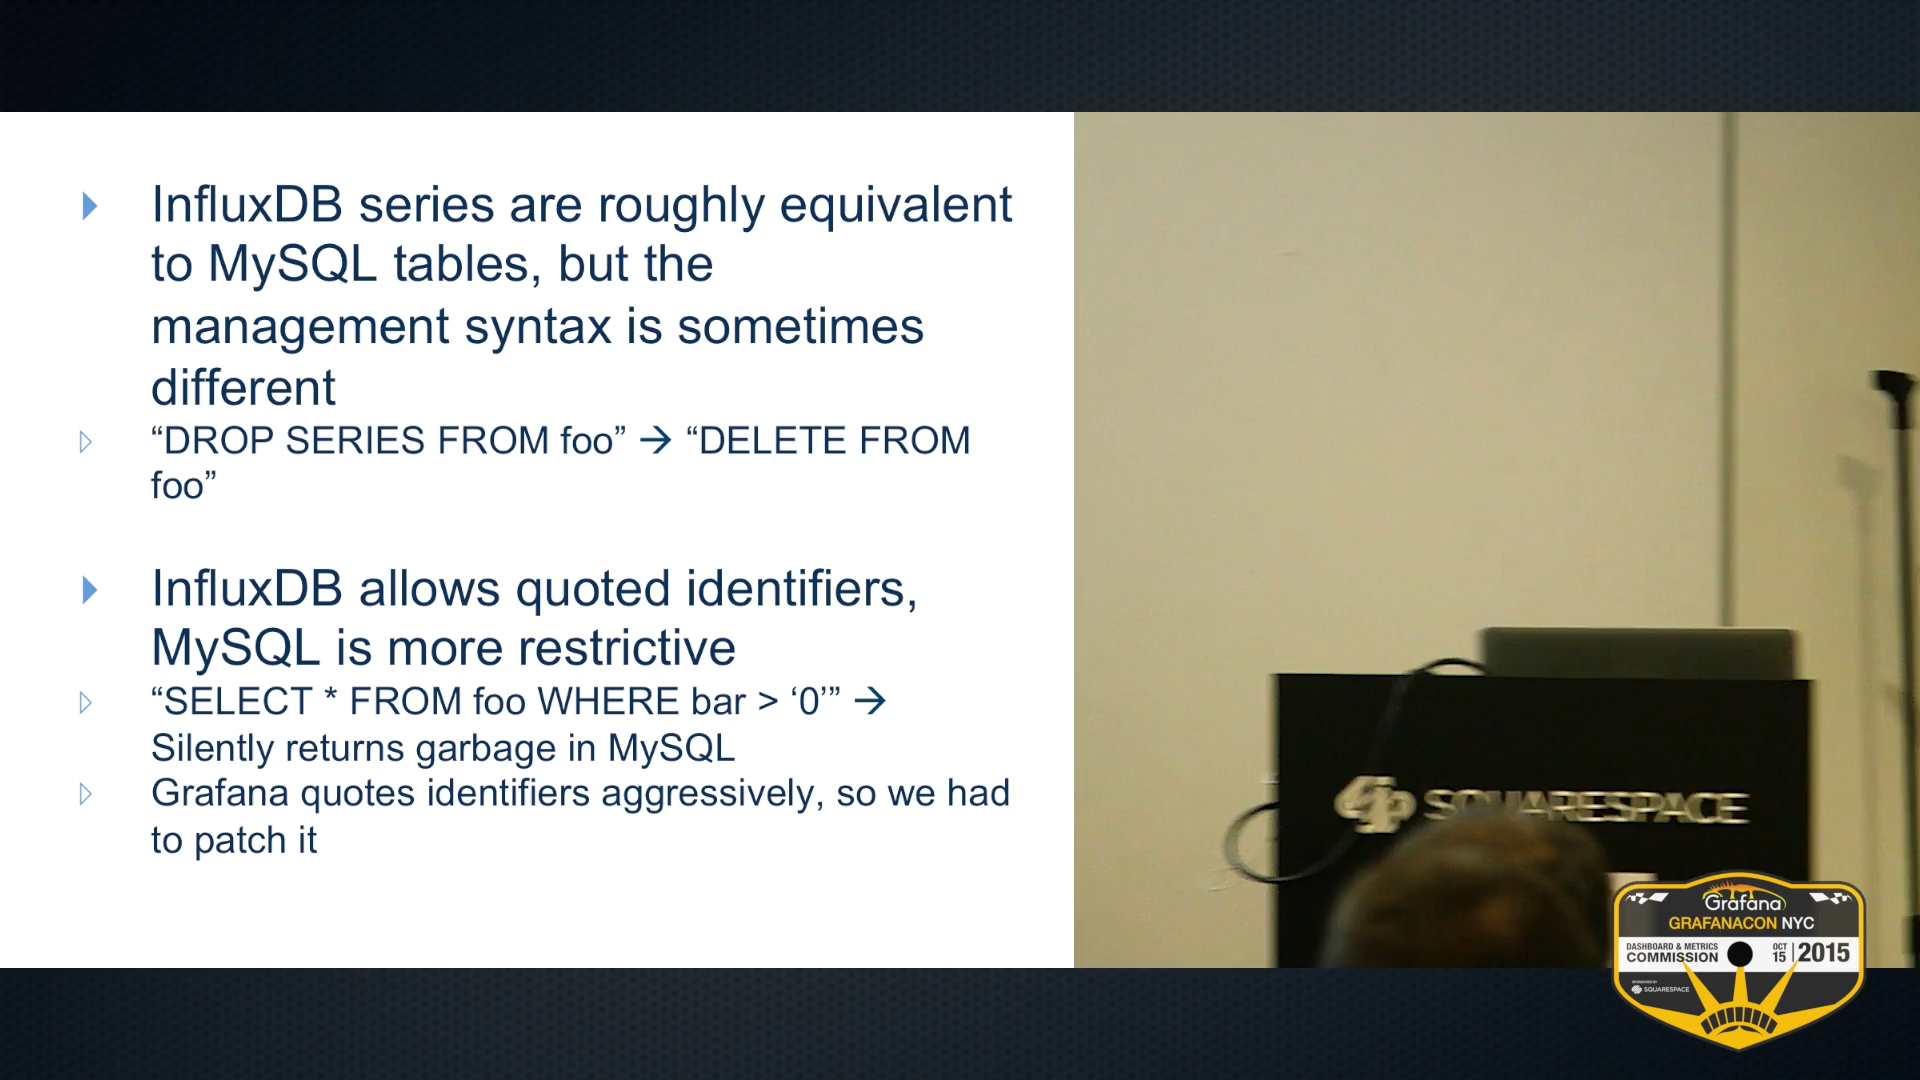 InfluxDB series are roughly equivalent
to MySQL tables, but the
management syntax is sometimes
different
“DROP SERIES FROM foo” → “DELETE FROM
foo”
InfluxDB allows quoted identifiers,
MySQL is more restrictive
“SELECT * FROM foo WHERE bar > ‘0’” →
Silently returns garbage in MySQL
Grafana quotes identifiers aggressively, so we had
to patch it
SQUARESPACE
Grafana
GRAFANACON NYC
DASHBOARD & METRICS
COMMISSION
OCT
15
2015
SPONSORED BY
SQUARESPACE